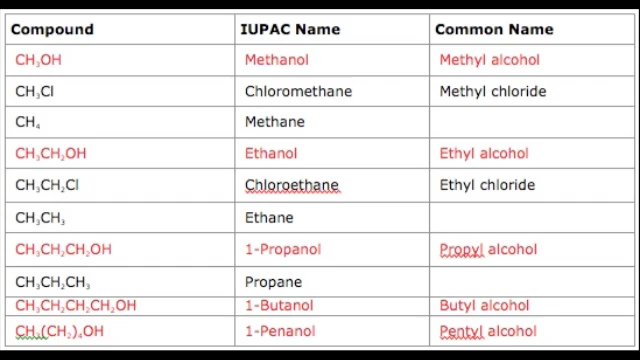 Compound IUPAC Name Common Name
CH₃OH Methanol Methyl alcohol
CH₃Cl Chloromethane Methyl chloride
CH₄ Methane
CH₃CH₂OH Ethanol Ethyl alcohol
CH₃CH₂Cl Chloroethane Ethyl chloride
CH₃CH₃ Ethane
CH₃CH₂CH₂OH 1-Propanol Propyl alcohol
CH₃CH₂CH₃ Propane
CH₃CH₂CH₂CH₂OH 1-Butanol Butyl alcohol
CH₃(CH₂)₄OH 1-Penanol Pentyl alcohol